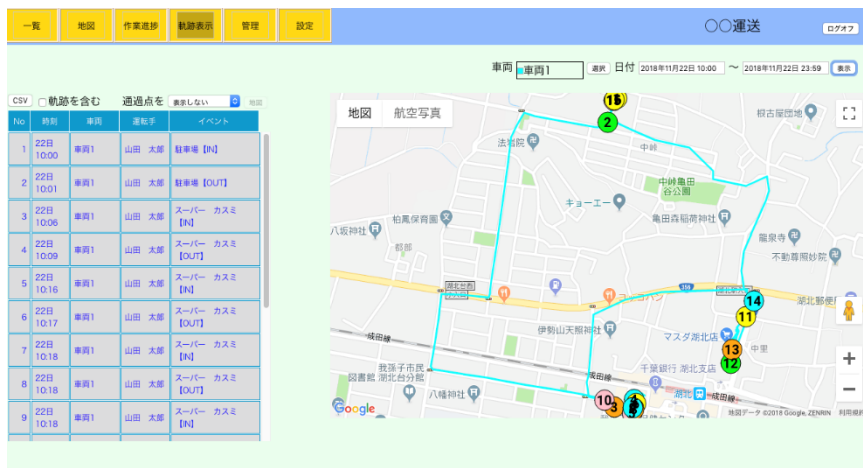 一覧 地図 作業進捗 軌跡表示 管理 設定 〇〇運送 ログオフ
車両 車両1 選択 日付 2018年11月22日 10:00 ～ 2018年11月22日 23:59 表示
CSV 軌跡を含む 通過点を 表示しない 地図
No 時刻 車両 運転手 イベント
1 22日 10:00 車両1 山田 太郎 駐車場【IN】
2 22日 10:01 車両1 山田 太郎 駐車場【OUT】
3 22日 10:06 車両1 山田 太郎 スーパー カスミ【IN】
4 22日 10:09 車両1 山田 太郎 スーパー カスミ【OUT】
5 22日 10:16 車両1 山田 太郎 スーパー カスミ【IN】
6 22日 10:17 車両1 山田 太郎 スーパー カスミ【OUT】
7 22日 10:18 車両1 山田 太郎 スーパー カスミ【IN】
8 22日 10:18 車両1 山田 太郎 スーパー カスミ【OUT】
9 22日 10:18 車両1 山田 太郎 スーパー カスミ【IN】
地図 航空写真
2
根古屋団地
法岩院
中峠
中峠亀田
谷公園
キョーエー
柏鳳保育園
亀田森稲荷神社
八坂神社
都部
龍泉寺
不動尊照妙院
356
14
11
湖北郵便
伊勢山天照神社
マスダ湖北店
成田線
13
中里
12
千葉銀行 湖北支店
我孫子市民
図書館 湖北台分館
成田線
八幡神社
10
3
湖北
成田線
Google
地図データ ©2018 Google, ZENRIN 利用規約